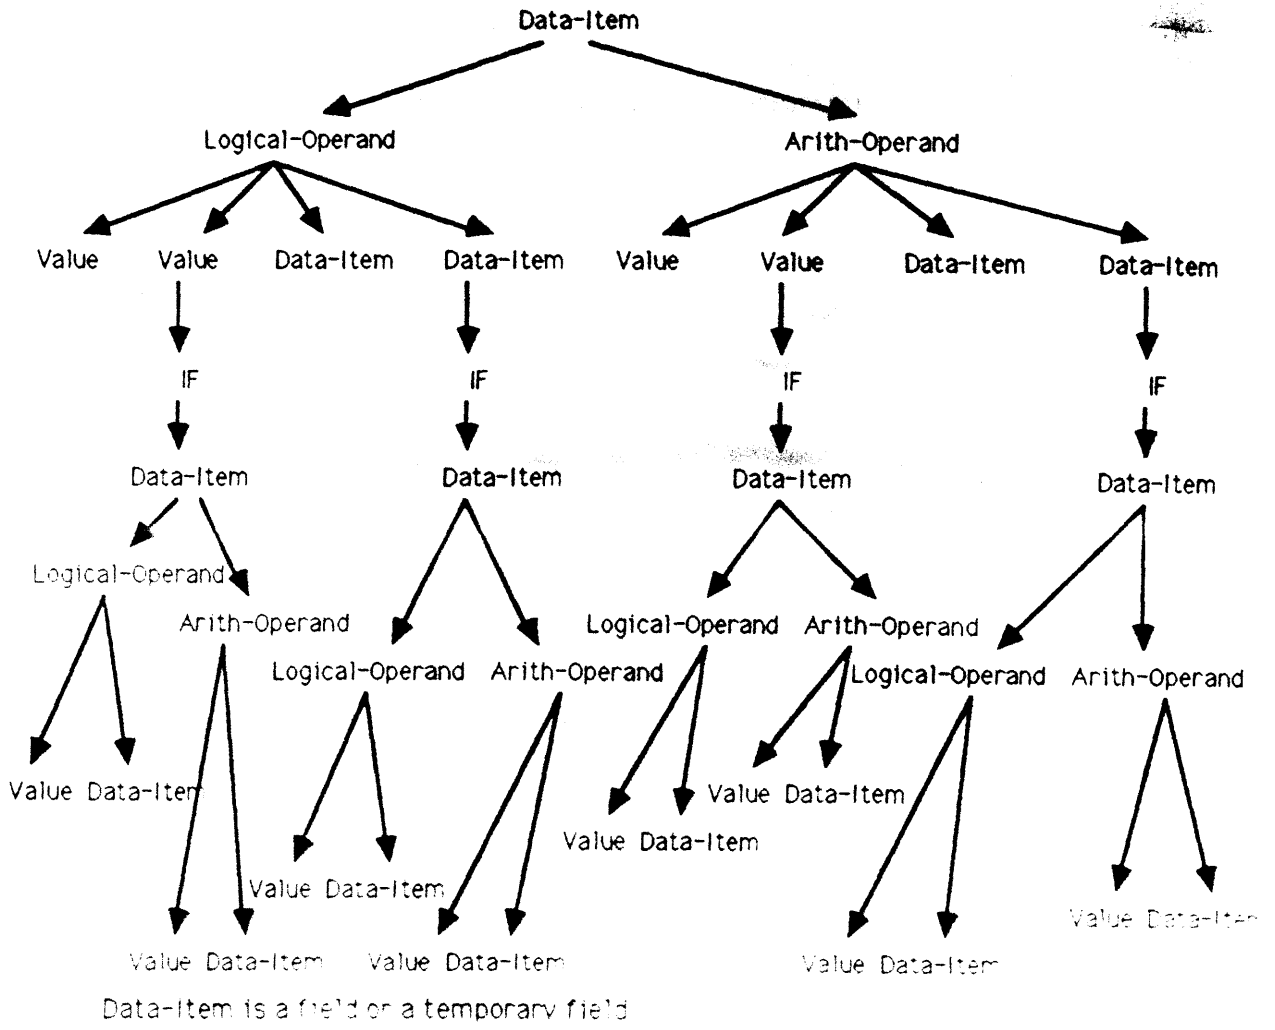 Data-Item
Logical-Operand Arith-Operand
Value Value Data-Item Data-Item Value Value Data-Item Data-Item
IF IF IF IF
Data-Item Data-Item Data-Item Data-Item
Logical-Operand
Arith-Operand Logical-Operand Arith-Operand
Logical-Operand Arith-Operand Logical-Operand Arith-Operand
Value Data-Item Value Data-Item
Value Data-Item
Value Data-Item Value Data-Item
Value Data-Item Value Data-Item Value Data-Item
Data-Item is a field or a temporary field